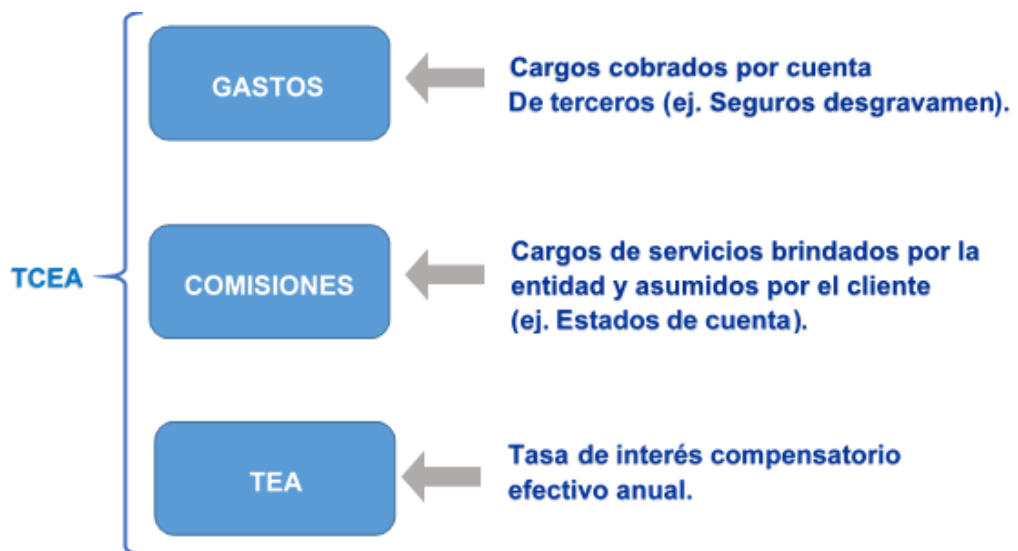 GASTOS
Cargos cobrados por cuenta
De terceros (ej. Seguros desgravamen).
TCEA
COMISIONES
Cargos de servicios brindados por la
entidad y asumidos por el cliente
(ej. Estados de cuenta).
TEA
Tasa de interés compensatorio
efectivo anual.